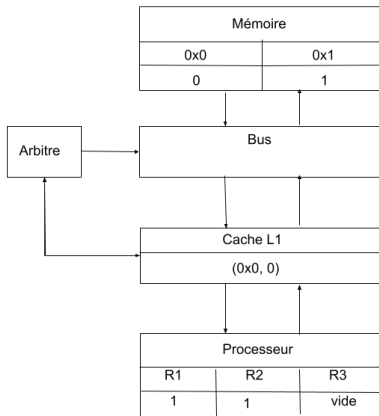 Mémoire
0x0 0x1
0 1
Arbitre
Bus
Cache L1
(0x0, 0)
Processeur
R1 R2 R3
1 1 vide